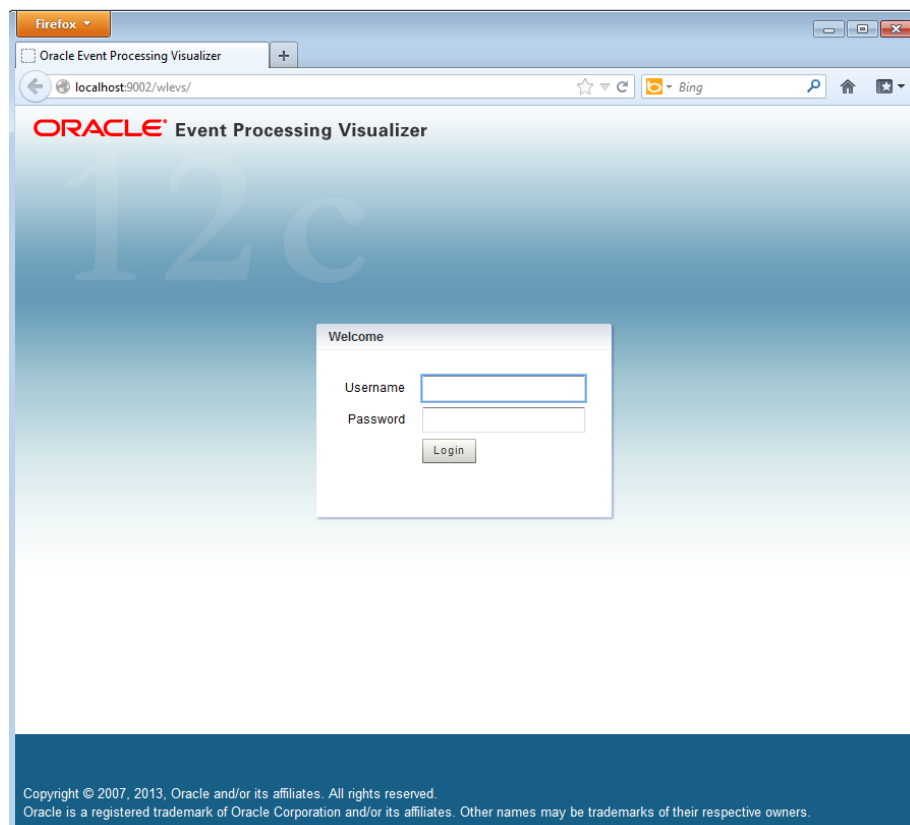 Firefox
Oracle Event Processing Visualizer
localhost:9002/wlevs/
Bing
ORACLE Event Processing Visualizer
12c
Welcome
Username
Password
Login
Copyright © 2007, 2013, Oracle and/or its affiliates. All rights reserved.
Oracle is a registered trademark of Oracle Corporation and/or its affiliates. Other names may be trademarks of their respective owners.